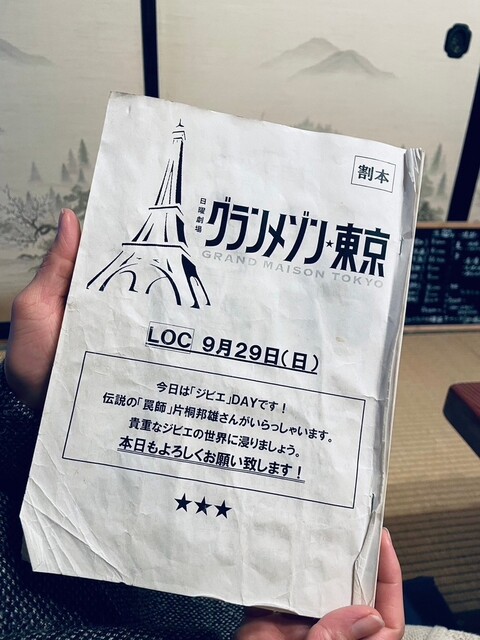 割本
日曜劇場
グランメゾン★東京
GRAND MAISON TOKYO
LOC 9月29日(日)
今日は「ジビエ」DAYです!
伝説の「罠師」片桐邦雄さんがいらっしゃいます。
貴重なジビエの世界に浸りましょう。
本日もよろしくお願い致します!
★★★